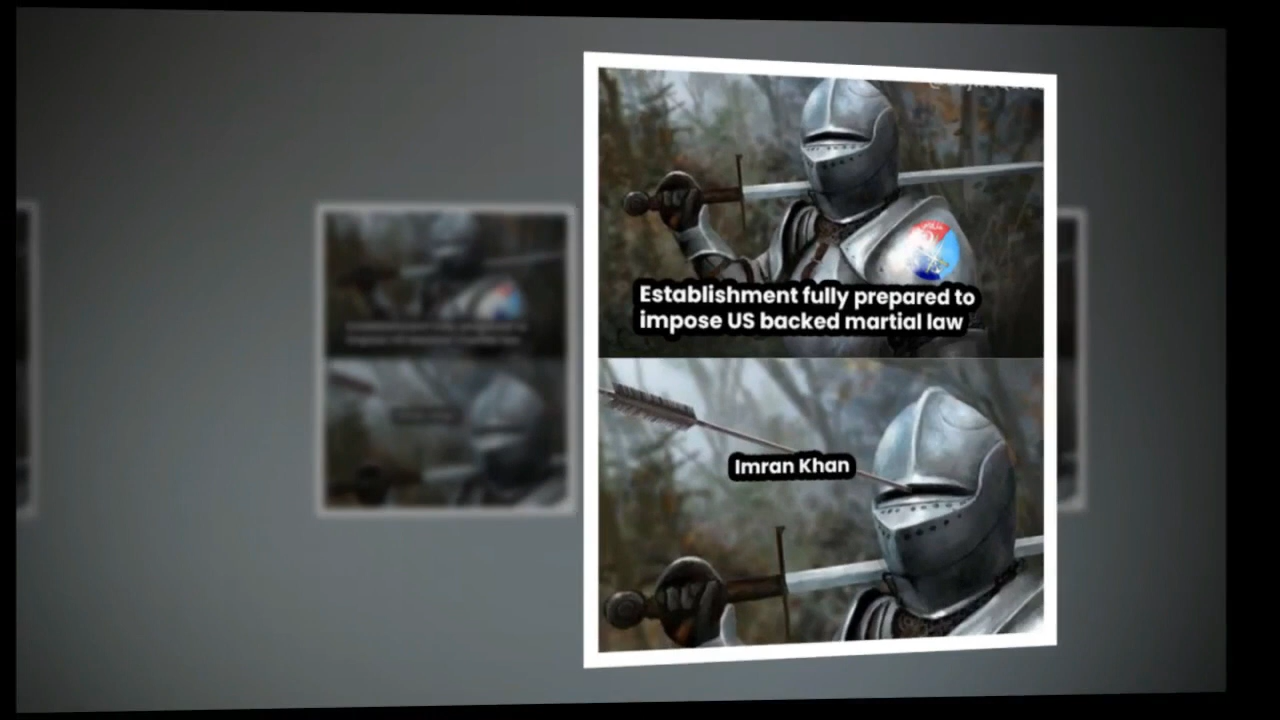 Establishment fully prepared to
impose US backed martial law
Imran Khan